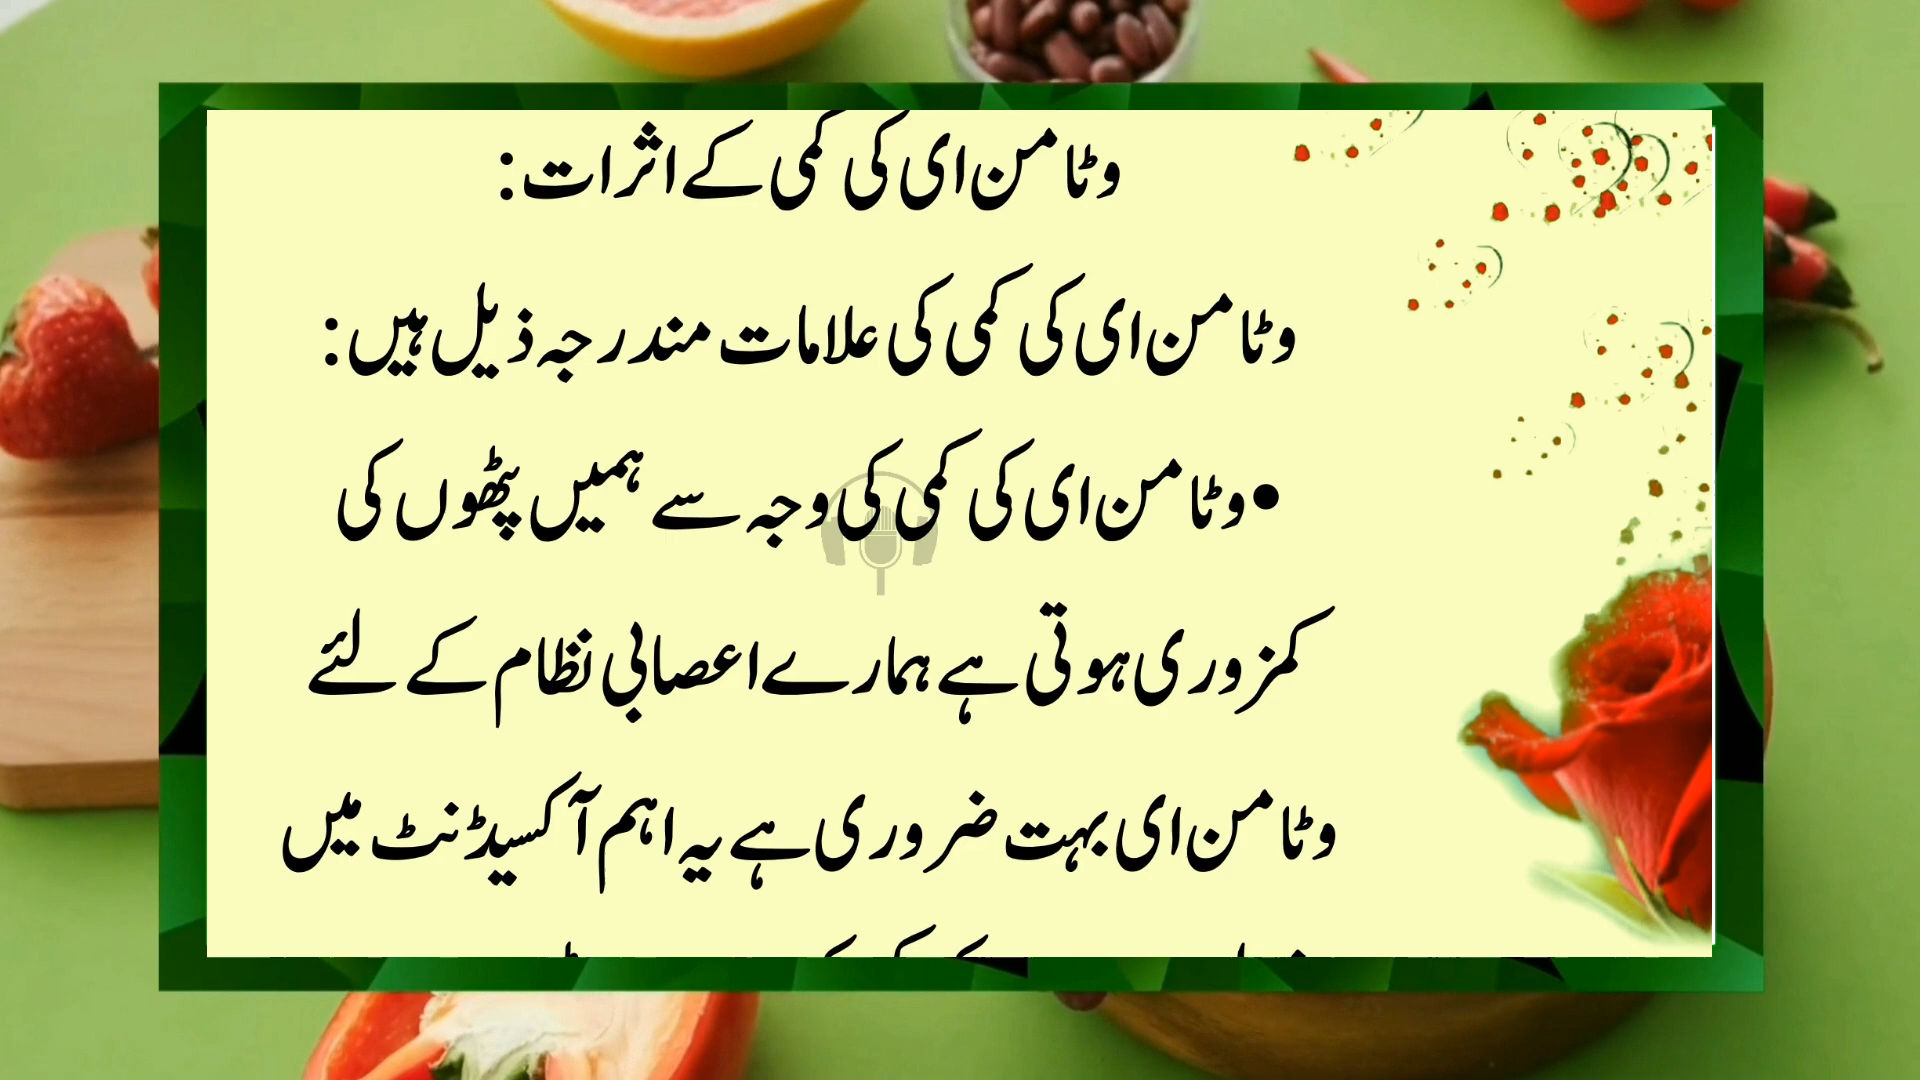 وٹامن ای کی کمی کے اثرات:
وٹامن ای کی کمی کی علامات مندرجہ ذیل ہیں:
•وٹامن ای کی کمی کی وجہ سے ہمیں پٹھوں کی
کمزوری ہوتی ہے ہمارے اعصابی نظام کے لئے
وٹامن ای بہت ضروری ہے یہ اہم آکسیڈنٹ میں